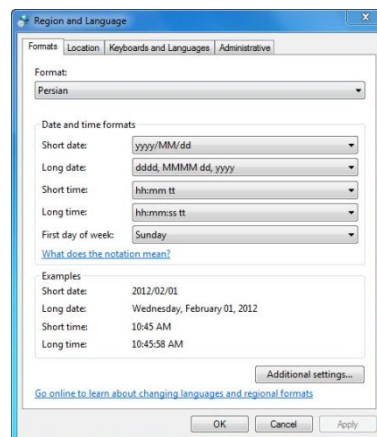 Region and Language
Formats Location Keyboards and Languages Administrative
Format:
Persian
Date and time formats
Short date: yyyy/MM/dd
Long date: dddd, MMMM dd, yyyy
Short time: hh:mm tt
Long time: hh:mm:ss tt
First day of week: Sunday
What does the notation mean?
Examples
Short date: 2012/02/01
Long date: Wednesday, February 01, 2012
Short time: 10:45 AM
Long time: 10:45:58 AM
Additional settings...
Go online to learn about changing languages and regional formats
OK Cancel Apply